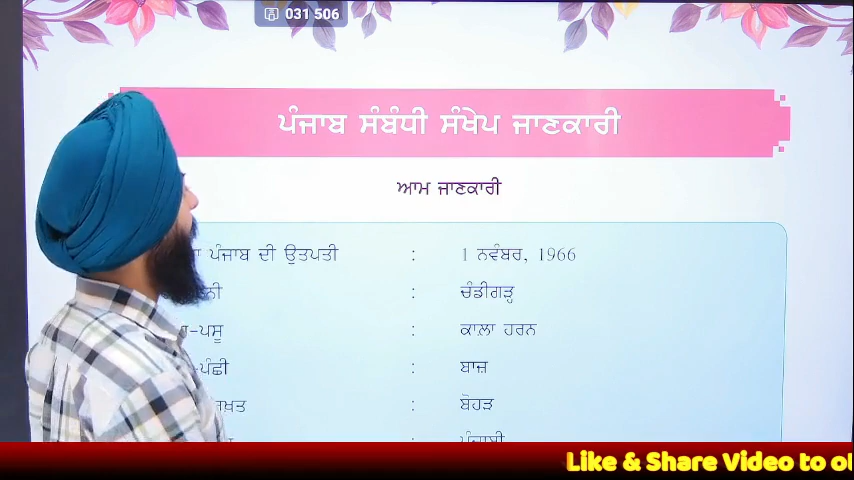 031 506
ਪੰਜਾਬ ਸੰਬੰਧੀ ਸੰਖੇਪ ਜਾਣਕਾਰੀ
ਆਮ ਜਾਣਕਾਰੀ
ਪੰਜਾਬ ਦੀ ਉਤਪਤੀ : 1 ਨਵੰਬਰ, 1966
: ਚੰਡੀਗੜ੍ਹ
-ਪਸ਼ੂ : ਕਾਲਾ ਹਰਨ
-ਪੰਛੀ : ਬਾਜ਼
: ਬੋਹੜ
ਪੰਜਾਬੀ
Like & Share Video to